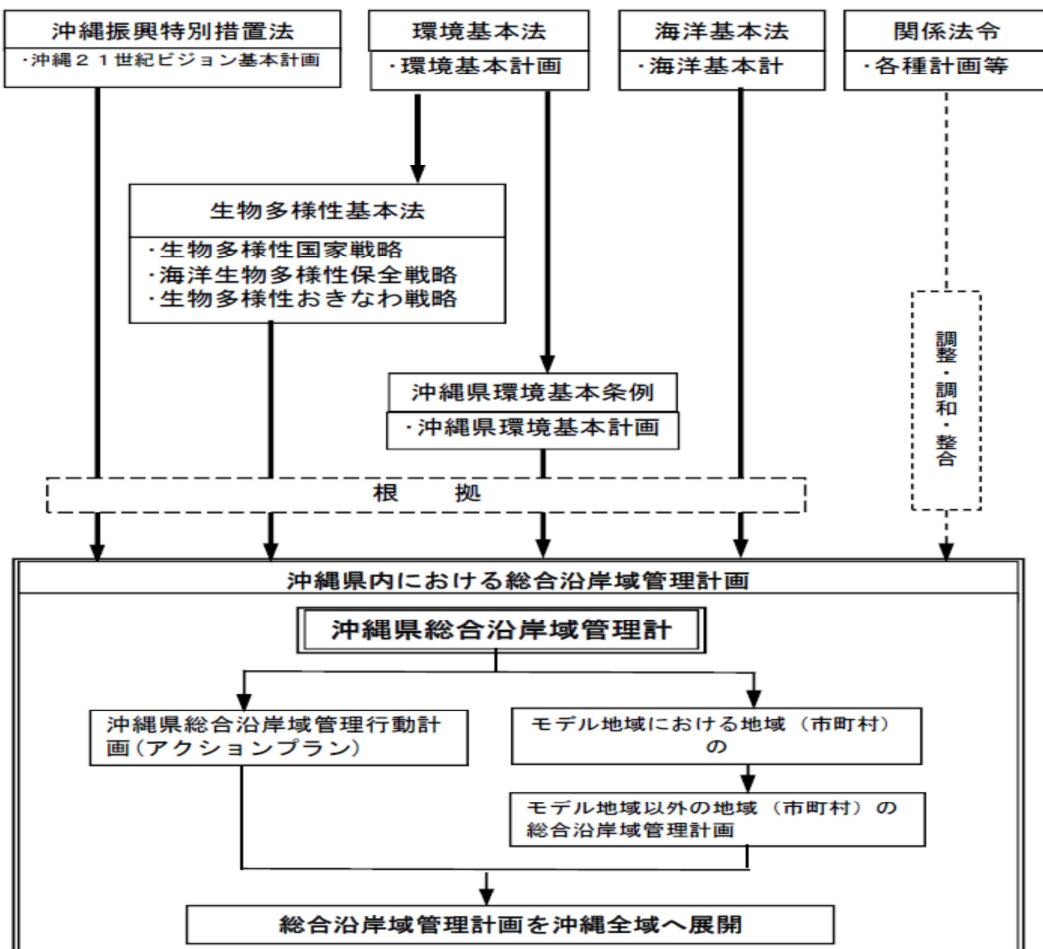 沖縄振興特別措置法
・沖縄21世紀ビジョン基本計画
環境基本法
・環境基本計画
海洋基本法
・海洋基本計
関係法令
・各種計画等
生物多様性基本法
・生物多様性国家戦略
・海洋生物多様性保全戦略
・生物多様性おきなわ戦略
沖縄県環境基本条例
・沖縄県環境基本計画
調整・調和・整合
根　拠
沖縄県内における総合沿岸域管理計画
沖縄県総合沿岸域管理計
沖縄県総合沿岸域管理行動計
画(アクションプラン)
モデル地域における地域（市町村）
の
モデル地域以外の地域（市町村）の
総合沿岸域管理計画
総合沿岸域管理計画を沖縄全域へ展開